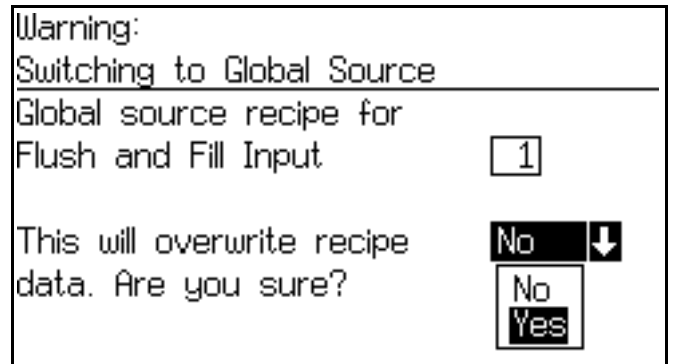 Warning:
Switching to Global Source
Global source recipe for
Flush and Fill Input 1
This will overwrite recipe No
data. Are you sure? No
Yes